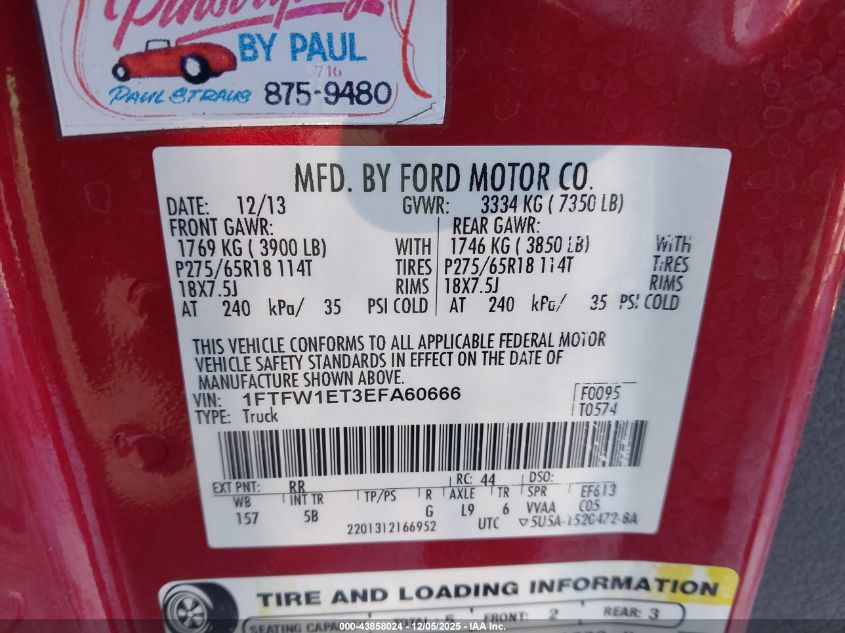 Pinstriping
BY PAUL
716
PAUL STRAUB 875-9480
MFD. BY FORD MOTOR CO.
DATE: 12/13 GVWR: 3334 KG ( 7350 LB)
FRONT GAWR: REAR GAWR:
1769 KG ( 3900 LB) WITH 1746 KG ( 3850 LB) WITH
P275/65R18 114T TIRES P275/65R18 114T TIRES
18X7.5J RIMS 18X7.5J RIMS
AT 240 kPa/ 35 PSI COLD AT 240 kPa/ 35 PSI COLD
THIS VEHICLE CONFORMS TO ALL APPLICABLE FEDERAL MOTOR
VEHICLE SAFETY STANDARDS IN EFFECT ON THE DATE OF
MANUFACTURE SHOWN ABOVE.
VIN: 1FTFW1ET3EFA60666 F0095
TYPE: Truck T0574
EXT PNT: RR RC: 44 DSO:
WB INT TR TP/PS R AXLE TR SPR EF613
157 5B G L9 6 VVAA C05
2201312166952 UTC ▽5U5A-1520472-BA
TIRE AND LOADING INFORMATION
SEATING CAPACITY TOTAL 5 FRONT: 2 REAR: 3
000-43858024 - 12/05/2025 - IAA Inc.